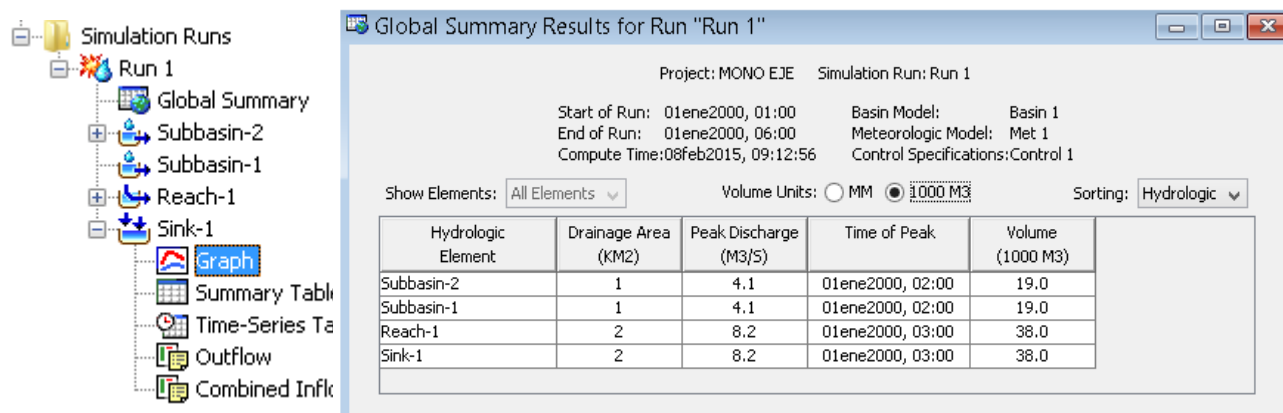 Simulation Runs
Run 1
Global Summary
Subbasin-2
Subbasin-1
Reach-1
Sink-1
Graph
Summary Table
Time-Series Ta
Outflow
Combined Inflo
Global Summary Results for Run "Run 1"
Project: MONO EJE Simulation Run: Run 1
Start of Run: 01ene2000, 01:00 Basin Model: Basin 1
End of Run: 01ene2000, 06:00 Meteorologic Model: Met 1
Compute Time:08feb2015, 09:12:56 Control Specifications:Control 1
Show Elements: All Elements Volume Units: MM 1000 M3 Sorting: Hydrologic
Hydrologic Element Drainage Area (KM2) Peak Discharge (M3/S) Time of Peak Volume (1000 M3)
Subbasin-2 1 4.1 01ene2000, 02:00 19.0
Subbasin-1 1 4.1 01ene2000, 02:00 19.0
Reach-1 2 8.2 01ene2000, 03:00 38.0
Sink-1 2 8.2 01ene2000, 03:00 38.0